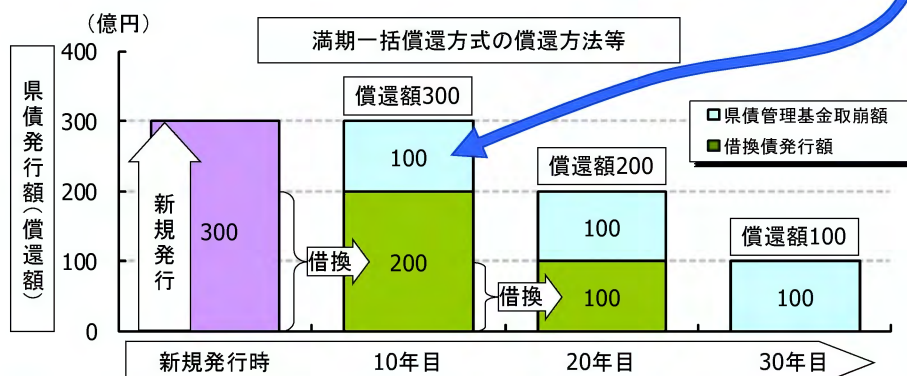 (億円)
満期一括償還方式の償還方法等
県債発行額(償還額)
400
300
200
100
0
償還額300
償還額200
償還額100
県債管理基金取崩額
借換債発行額
新規発行
300
借換
100
200
借換
100
100
100
新規発行時
10年目
20年目
30年目